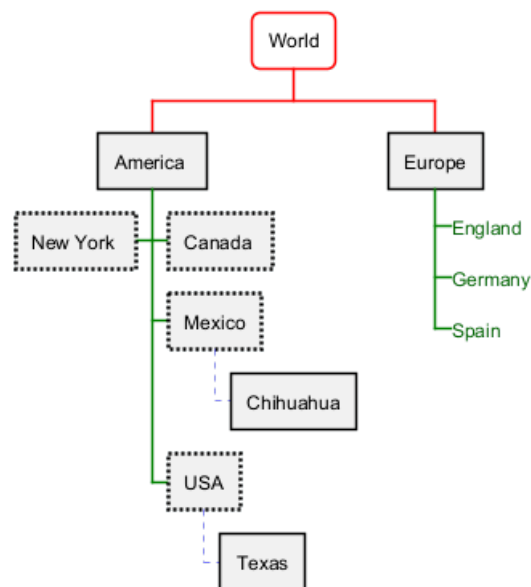 World
America
Europe
New York
Canada
England
Germany
Mexico
Spain
Chihuahua
USA
Texas